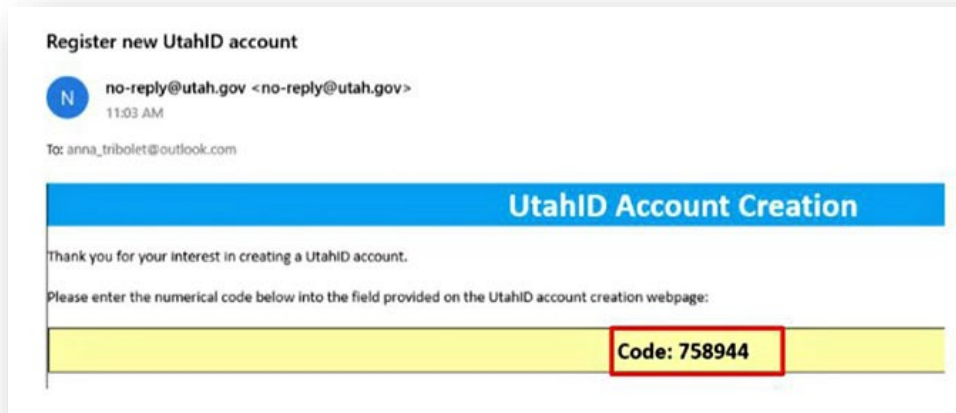 Register new UtahID account
N
no-reply@utah.gov <no-reply@utah.gov>
11:03 AM
To: anna_tribolet@outlook.com
UtahID Account Creation
Thank you for your interest in creating a UtahID account.
Please enter the numerical code below into the field provided on the UtahID account creation webpage:
Code: 758944